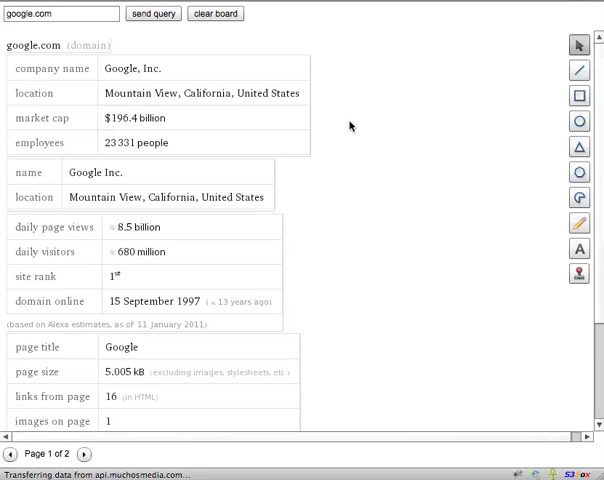 google.com send query clear board
google.com (domain)
company name Google, Inc.
location Mountain View, California, United States
market cap $196.4 billion
employees 23 331 people
name Google Inc.
location Mountain View, California, United States
daily page views ≈ 8.5 billion
daily visitors ≈ 680 million
site rank 1st
domain online 15 September 1997 (≈ 13 years ago)
(based on Alexa estimates, as of 11 January 2011)
page title Google
page size 5.005 kB (excluding images, stylesheets, etc.)
links from page 16 (in HTML)
images on page 1
A
Page 1 of 2
Transferring data from api.muchosmedia.com... S3Fox